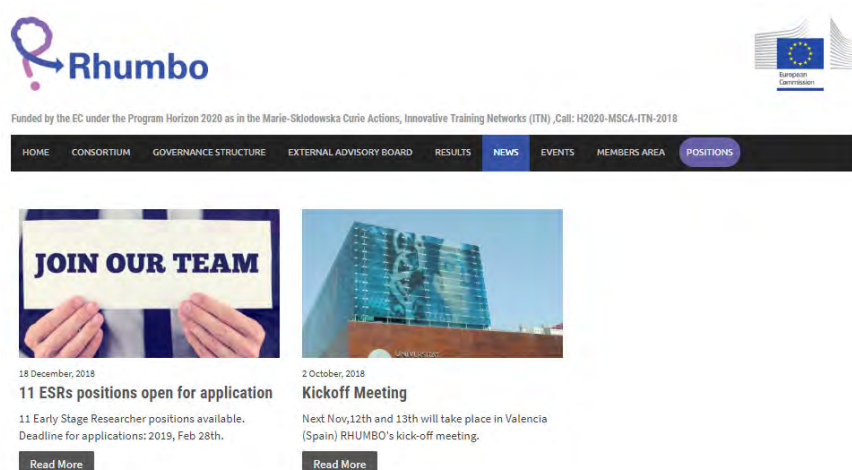 Rhumbo
European
Commission
Funded by the EC under the Program Horizon 2020 as in the Marie-Sklodowska Curie Actions, Innovative Training Networks (ITN) ,Call: H2020-MSCA-ITN-2018
HOME CONSORTIUM GOVERNANCE STRUCTURE EXTERNAL ADVISORY BOARD RESULTS NEWS EVENTS MEMBERS AREA POSITIONS
JOIN OUR TEAM
18 December, 2018
11 ESRs positions open for application
11 Early Stage Researcher positions available.
Deadline for applications: 2019, Feb 28th.
Read More
2 October, 2018
Kickoff Meeting
Next Nov,12th and 13th will take place in Valencia
(Spain) RHUMBO's kick-off meeting.
Read More